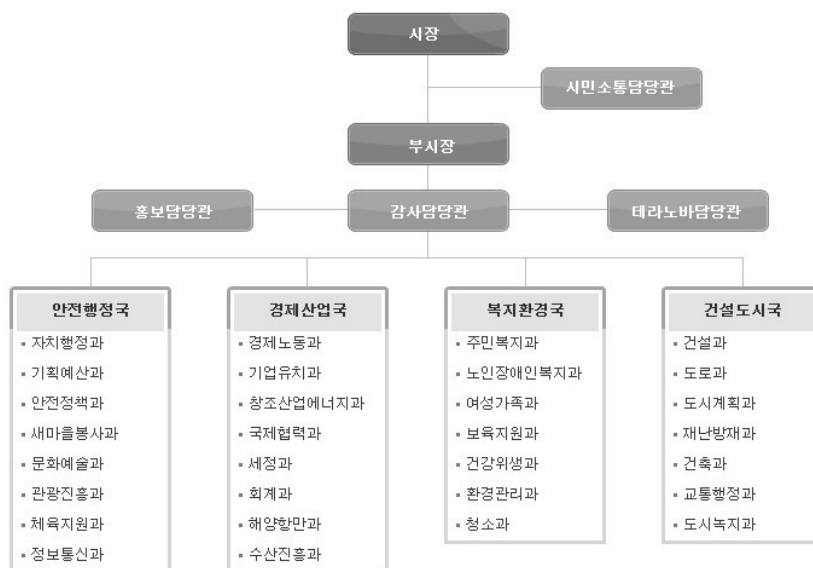 시장
시민소통담당관
부시장
홍보담당관
감사담당관
테라노바담당관
안전행정국
자치행정과
기획예산과
안전정책과
새마을봉사과
문화예술과
관광진흥과
체육지원과
정보통신과
경제산업국
경제노동과
기업유치과
창조산업에너지과
국제협력과
세정과
회계과
해양항만과
수산진흥과
복지환경국
주민복지과
노인장애인복지과
여성가족과
보육지원과
건강위생과
환경관리과
청소과
건설도시국
건설과
도로과
도시계획과
재난방재과
건축과
교통행정과
도시녹지과